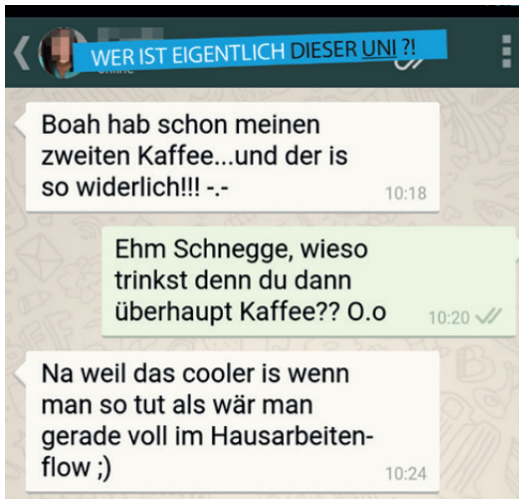 WER IST EIGENTLICH DIESER UNI ?!
Boah hab schon meinen
zweiten Kaffee...und der is
so widerlich!!! -.-
10:18
Ehm Schnegge, wieso
trinkst denn du dann
überhaupt Kaffee?? O.o
10:20
Na weil das cooler is wenn
man so tut als wär man
gerade voll im Hausarbeiten-
flow ;)
10:24